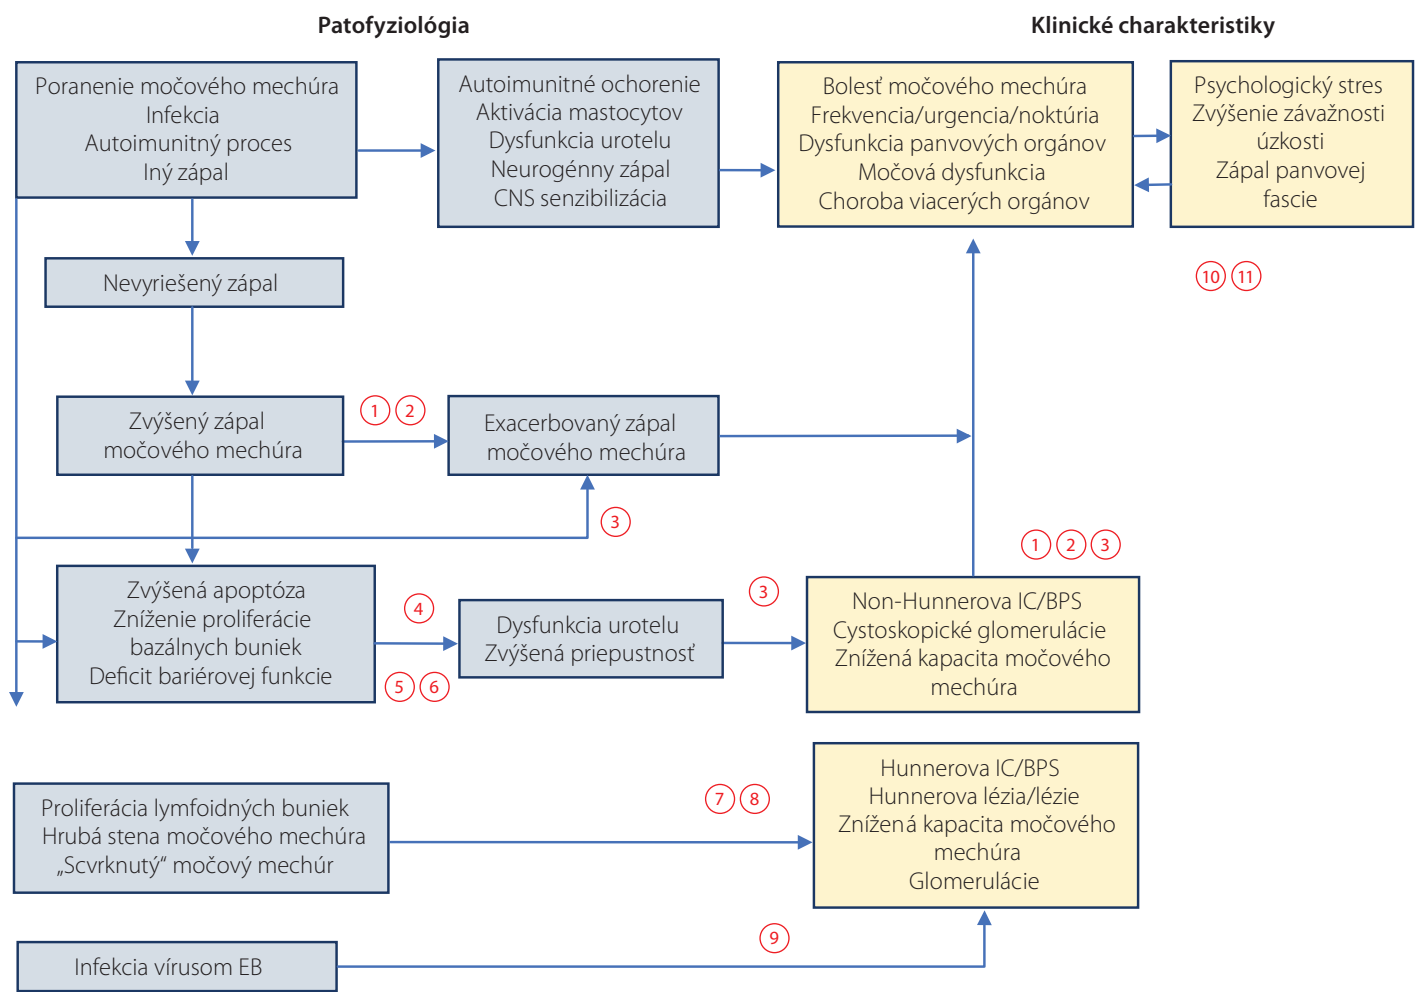 Patofyziológia
Klinické charakteristiky
Poranenie močového mechúra
Infekcia
Autoimunitný proces
Iný zápal
Autoimunitné ochorenie
Aktivácia mastocytov
Dysfunkcia urotelu
Neurogénny zápal
CNS senzibilizácia
Bolesť močového mechúra
Frekvencia/urgencia/noktúria
Dysfunkcia panvových orgánov
Močová dysfunkcia
Choroba viacerých orgánov
Psychologický stres
Zvýšenie závažnosti
úzkosti
Zápal panvovej
fascie
10 11
Nevyriešený zápal
Zvýšený zápal
močového mechúra
1 2
Exacerbovaný zápal
močového mechúra
3
Zvýšená apoptóza
Zníženie proliferácie
bazálnych buniek
Deficit bariérovej funkcie
4
5 6
Dysfunkcia urotelu
Zvýšená priepustnosť
3
1 2 3
Non-Hunnerova IC/BPS
Cystoskopické glomerulácie
Znížená kapacita močového
mechúra
Proliferácia lymfoidných buniek
Hrubá stena močového mechúra
„Scvrknutý“ močový mechúr
7 8
Hunnerova IC/BPS
Hunnerova lézia/lézie
Znížená kapacita močového
mechúra
Glomerulácie
Infekcia vírusom EB
9